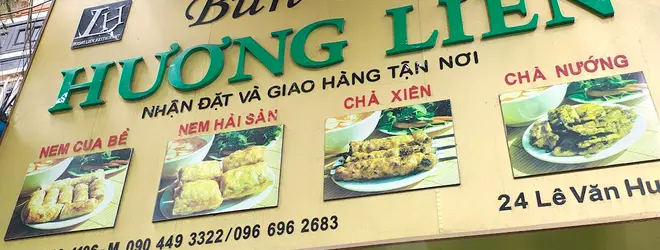 Bún
HƯƠNG LIÊN
NHẬN ĐẶT VÀ GIAO HÀNG TẬN NƠI
NEM CUA BỂ
NEM HẢI SẢN
CHẢ XIÊN
CHẢ NƯỚNG
24 Lê Văn Hu
M. 090 449 3322/096 696 2683